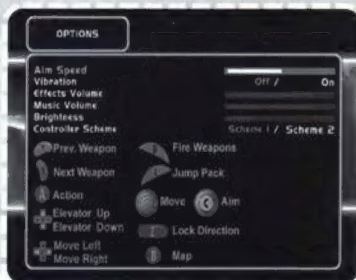 OPTIONS
Aim Speed
Vibration Off / On
Effects Volume
Music Volume
Brightness
Controller Scheme Scheme 1 / Scheme 2
Prev. Weapon Fire Weapons
Next Weapon Jump Pack
A Action Move C Aim
Elevator Up
Elevator Down Z Lock Direction
Move Left
Move Right B Map